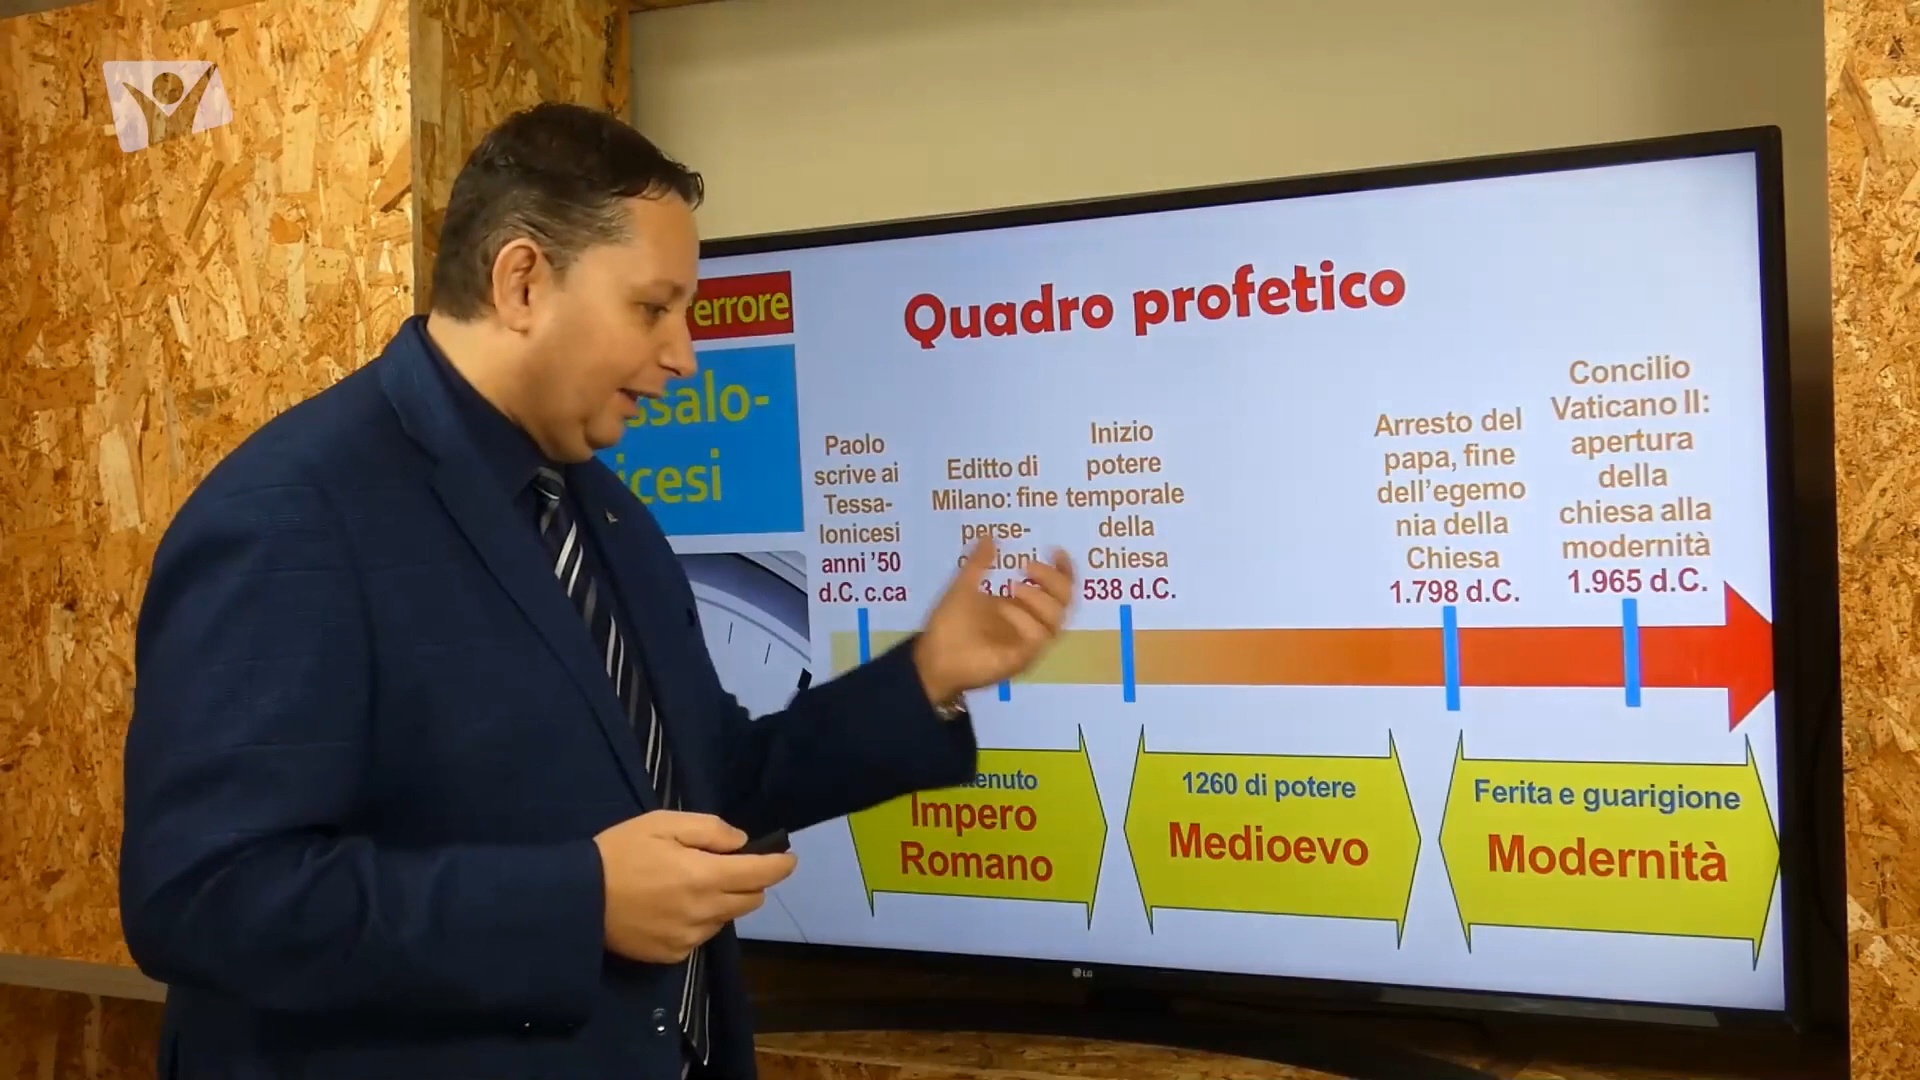 errore
Quadro profetico
Paolo
scrive ai
Tessa-
lonicesi
anni '50
d.C. c.ca
Editto di
Milano: fine
perse-
Inizio
potere
temporale
della
Chiesa
538 d.C.
Arresto del
papa, fine
dell'egemo
nia della
Chiesa
1.798 d.C.
Concilio
Vaticano II:
apertura
della
chiesa alla
modernità
1.965 d.C.
Impero
Romano
1260 di potere
Medioevo
Ferita e guarigione
Modernità
LG